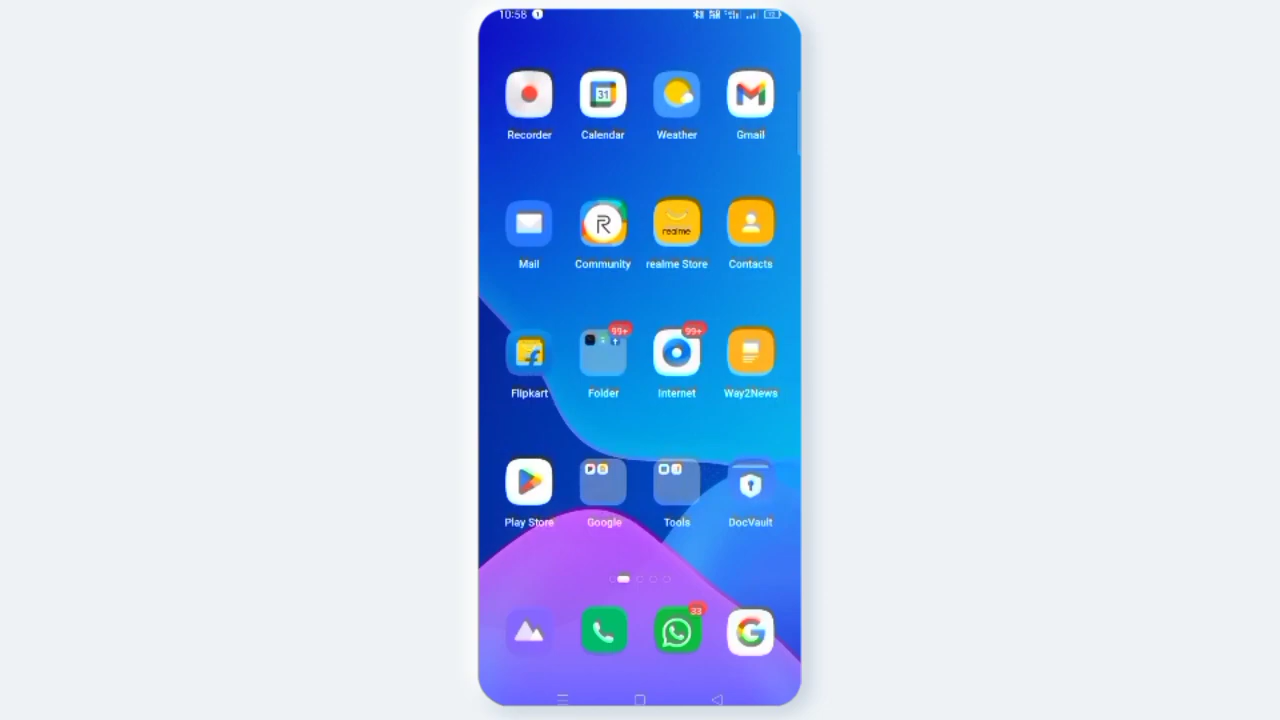 10:58
Recorder Calendar Weather Gmail
31
Mail Community realme Store Contacts
realme
99+ 99+
Flipkart Folder Internet Way2News
Play Store Google Tools DocVault
33